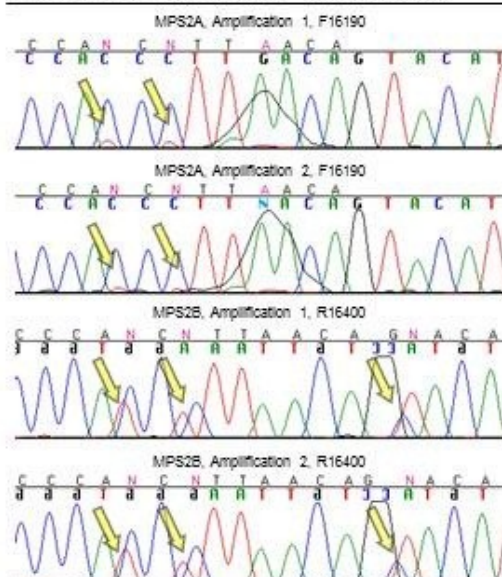 MPS2A, Amplification 1, F16190
C C A N C N T T A A C A
C C A C C C T T G A C A G T A C A T
MPS2A, Amplification 2, F16190
C C A N C N T T A A C A
C C A C C C T T N A C A G T A C A T
MPS2B, Amplification 1, R16400
C C C A N C N T T A A C A G N A C A
MPS2B, Amplification 2, R16400
C C C A N C N T T A A C A G N A C A